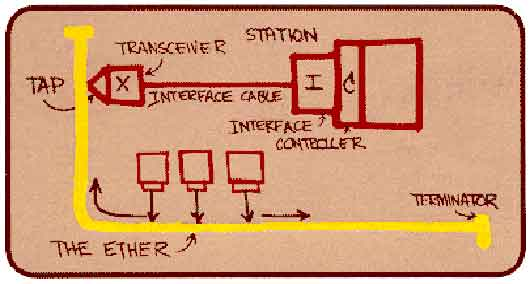 STATION
TRANSCEIVER
TAP
X
I
C
INTERFACE CABLE
INTERFACE
CONTROLLER
TERMINATOR
THE ETHER